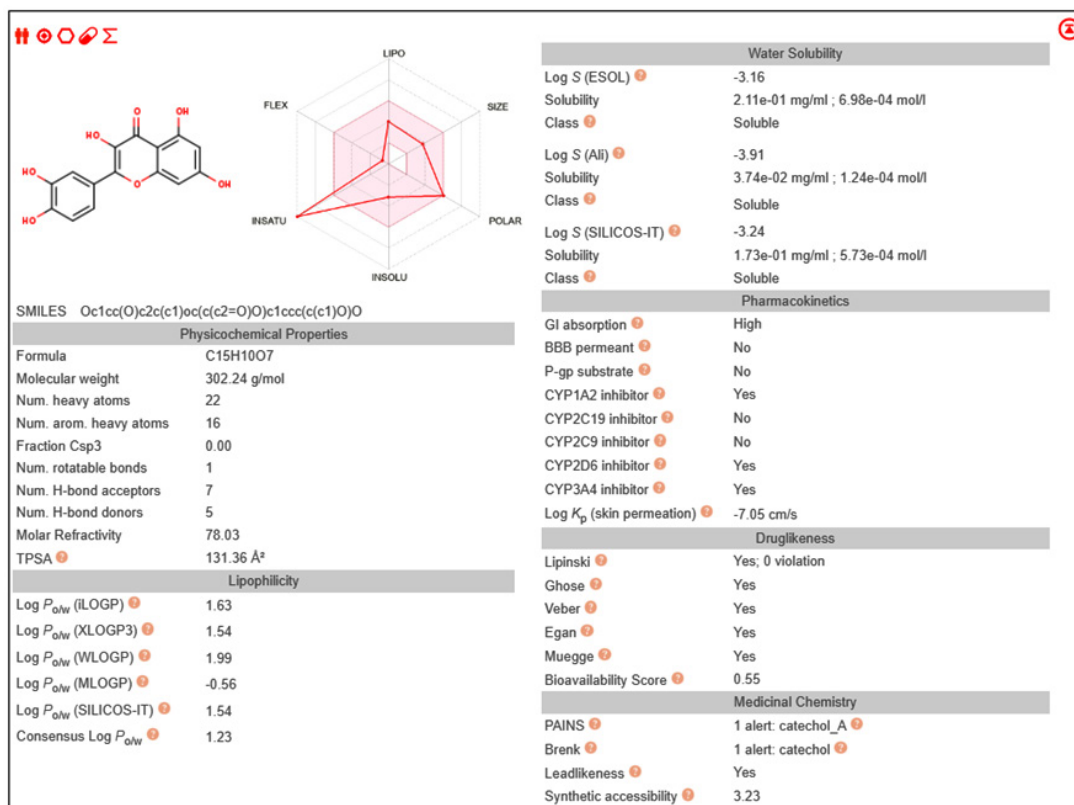 LIPO
FLEX
SIZE
INSATU
POLAR
INSOLU
O
OH
HO
HO
O
OH
HO
SMILES Oc1cc(O)c2c(c1)oc(c(c2=O)O)c1ccc(c(c1)O)O
Physicochemical Properties
Formula C15H10O7
Molecular weight 302.24 g/mol
Num. heavy atoms 22
Num. arom. heavy atoms 16
Fraction Csp3 0.00
Num. rotatable bonds 1
Num. H-bond acceptors 7
Num. H-bond donors 5
Molar Refractivity 78.03
TPSA ? 131.36 Å²
Lipophilicity
Log Po/w (iLOGP) ? 1.63
Log Po/w (XLOGP3) ? 1.54
Log Po/w (WLOGP) ? 1.99
Log Po/w (MLOGP) ? -0.56
Log Po/w (SILICOS-IT) ? 1.54
Consensus Log Po/w ? 1.23
Water Solubility
Log S (ESOL) ? -3.16
Solubility 2.11e-01 mg/ml ; 6.98e-04 mol/l
Class ? Soluble
Log S (Ali) ? -3.91
Solubility 3.74e-02 mg/ml ; 1.24e-04 mol/l
Class ? Soluble
Log S (SILICOS-IT) ? -3.24
Solubility 1.73e-01 mg/ml ; 5.73e-04 mol/l
Class ? Soluble
Pharmacokinetics
GI absorption ? High
BBB permeant ? No
P-gp substrate ? No
CYP1A2 inhibitor ? Yes
CYP2C19 inhibitor ? No
CYP2C9 inhibitor ? No
CYP2D6 inhibitor ? Yes
CYP3A4 inhibitor ? Yes
Log Kp (skin permeation) ? -7.05 cm/s
Druglikeness
Lipinski ? Yes; 0 violation
Ghose ? Yes
Veber ? Yes
Egan ? Yes
Muegge ? Yes
Bioavailability Score ? 0.55
Medicinal Chemistry
PAINS ? 1 alert: catechol_A ?
Brenk ? 1 alert: catechol ?
Leadlikeness ? Yes
Synthetic accessibility ? 3.23